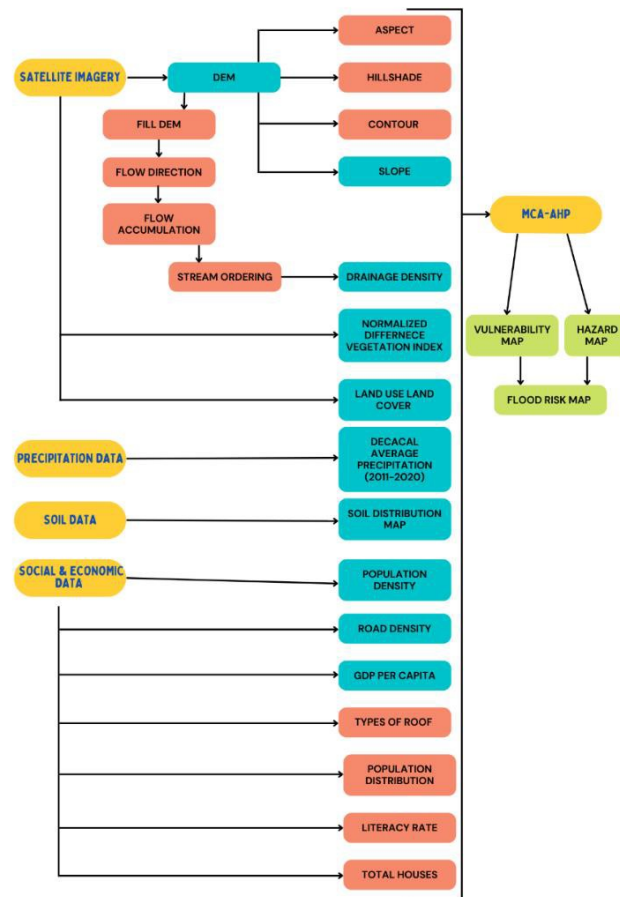 ASPECT
SATELLITE IMAGERY
DEM
HILLSHADE
FILL DEM
CONTOUR
FLOW DIRECTION
SLOPE
FLOW
ACCUMULATION
MCA-AHP
STREAM ORDERING
DRAINAGE DENSITY
NORMALIZED
DIFFERNECE
VEGETATION INDEX
VULNERABILITY
MAP
HAZARD
MAP
LAND USE LAND
COVER
FLOOD RISK MAP
PRECIPITATION DATA
DECACAL
AVERAGE
PRECIPITATION
(2011-2020)
SOIL DATA
SOIL DISTRIBUTION
MAP
SOCIAL & ECONOMIC
DATA
POPULATION
DENSITY
ROAD DENSITY
GDP PER CAPITA
TYPES OF ROOF
POPULATION
DISTRIBUTION
LITERACY RATE
TOTAL HOUSES